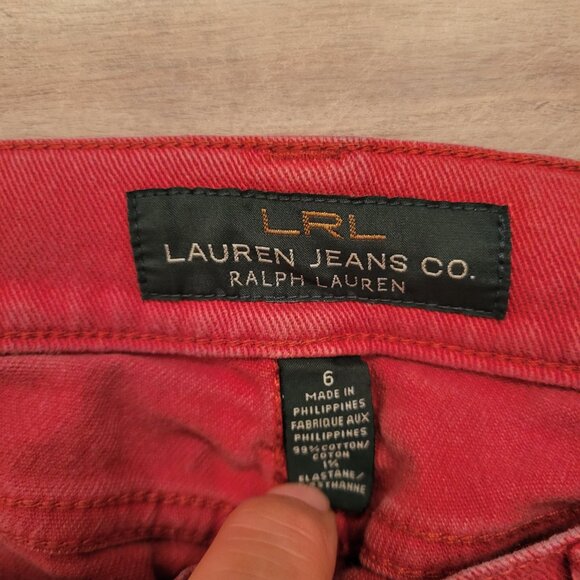 LRL
LAUREN JEANS CO.
RALPH LAUREN
6
MADE IN
PHILIPPINES
FABRIQUE AUX
PHILIPPINES
99% COTTON/
COTON
1%
ELASTANE/